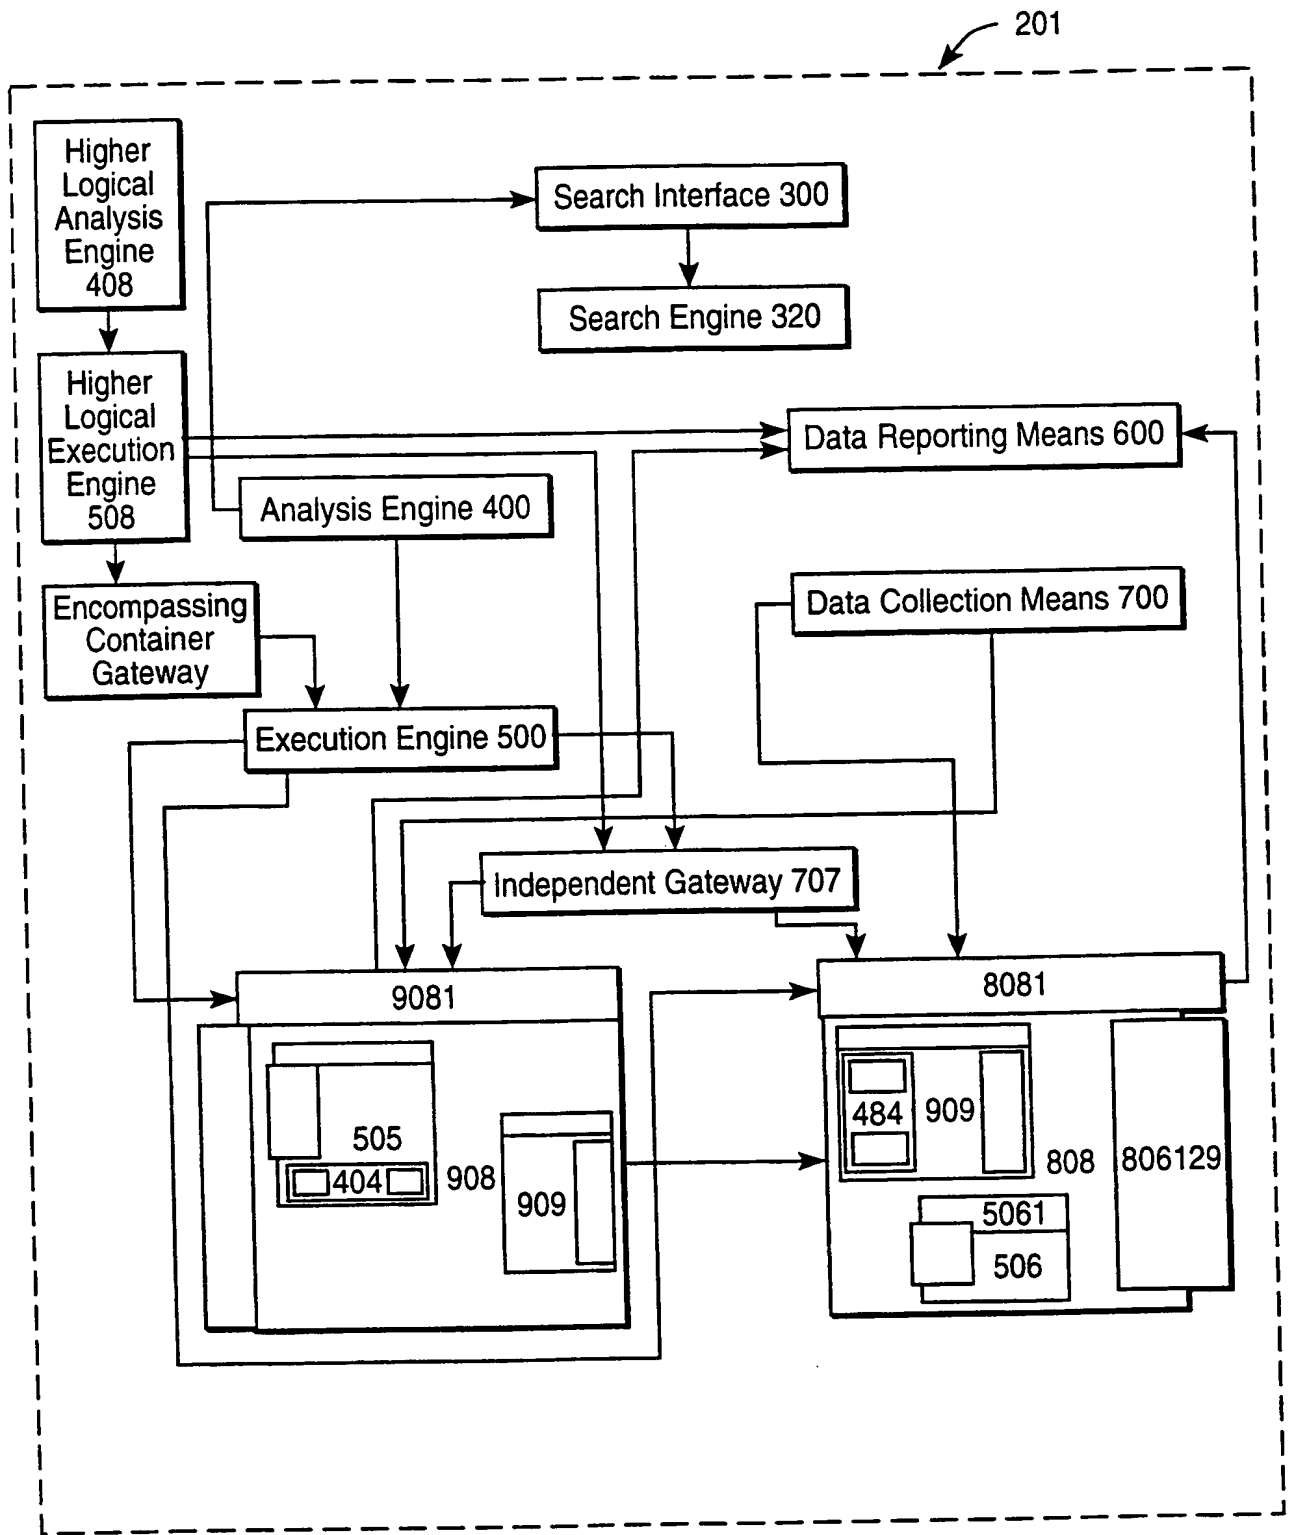 201
Higher
Logical
Analysis
Engine
408
Search Interface 300
Search Engine 320
Higher
Logical
Execution
Engine
508
Data Reporting Means 600
Analysis Engine 400
Encompassing
Container
Gateway
Data Collection Means 700
Execution Engine 500
Independent Gateway 707
9081
8081
505
404
908
909
484
909
808
806129
5061
506